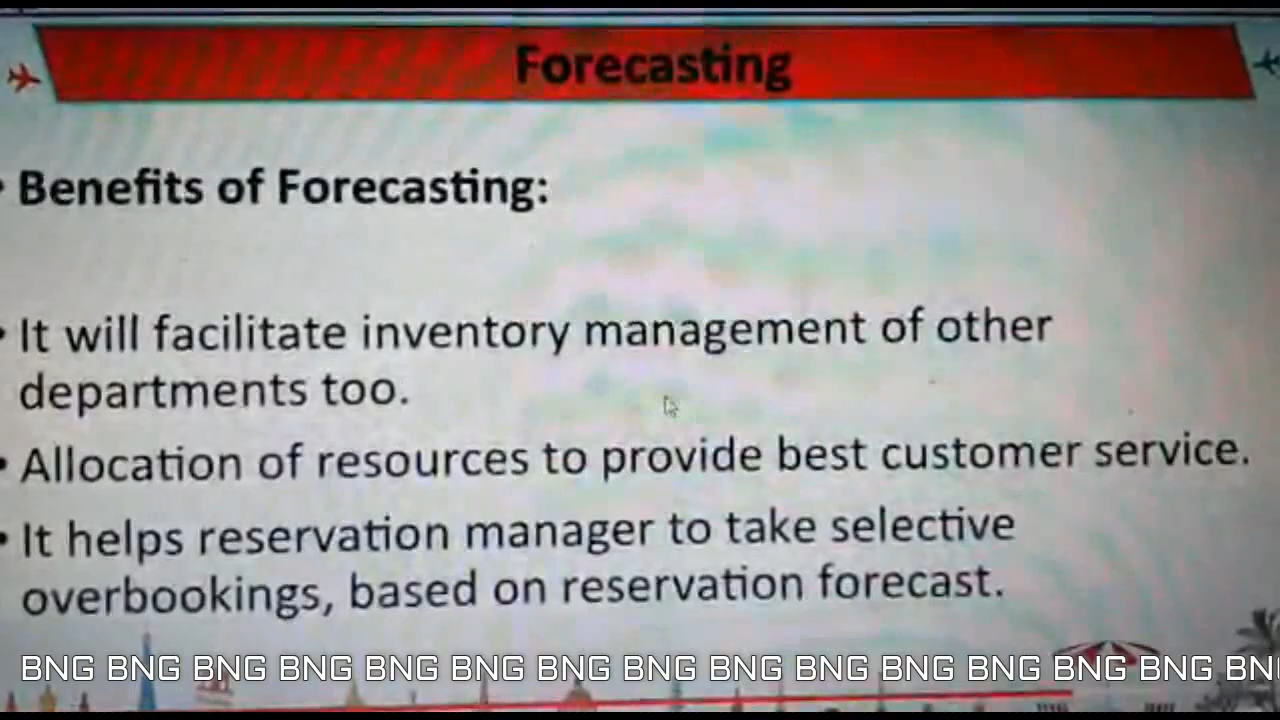 Forecasting
• Benefits of Forecasting:
• It will facilitate inventory management of other
departments too.
• Allocation of resources to provide best customer service.
• It helps reservation manager to take selective
overbookings, based on reservation forecast.
BNG BNG BNG BNG BNG BNG BNG BNG BNG BNG BNG BNG BNG BNG BN